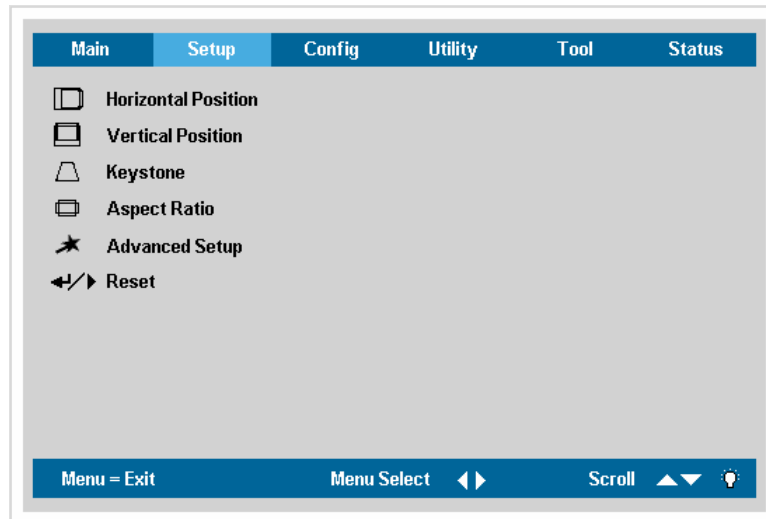 Main Setup Config Utility Tool Status
Horizontal Position
Vertical Position
Keystone
Aspect Ratio
Advanced Setup
Reset
Menu = Exit Menu Select Scroll